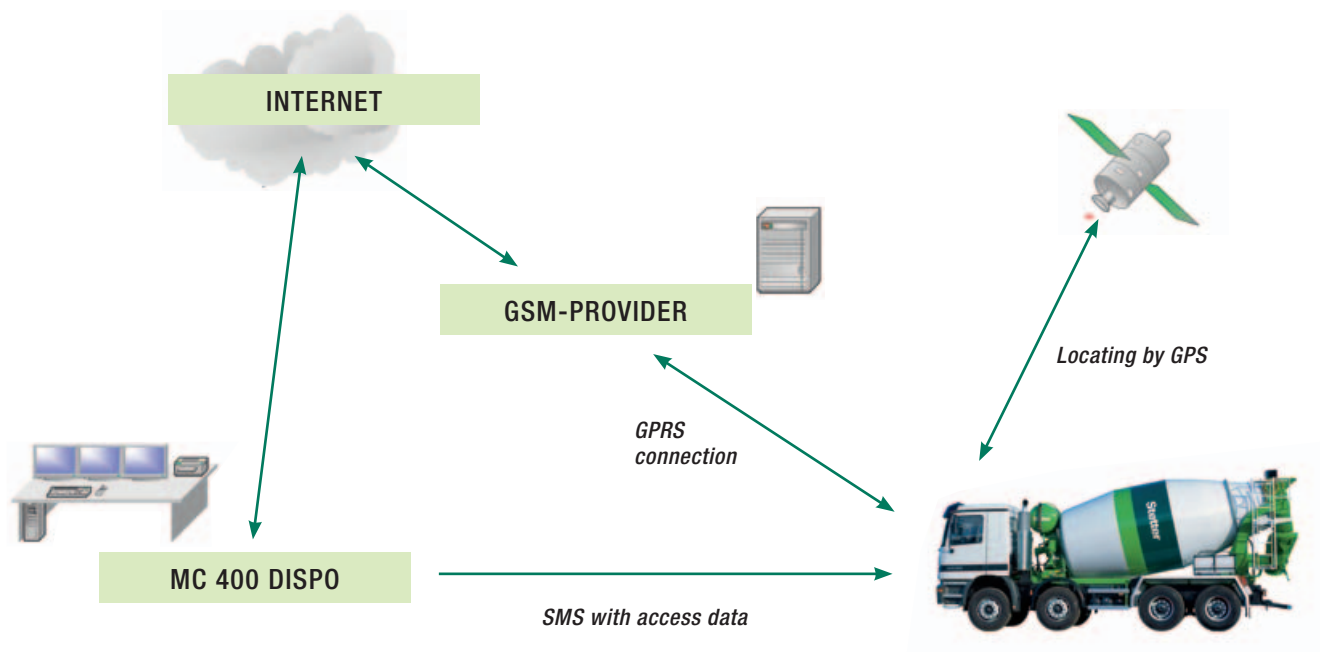 INTERNET
GSM-PROVIDER
Locating by GPS
GPRS
connection
Stetter
MC 400 DISPO
SMS with access data